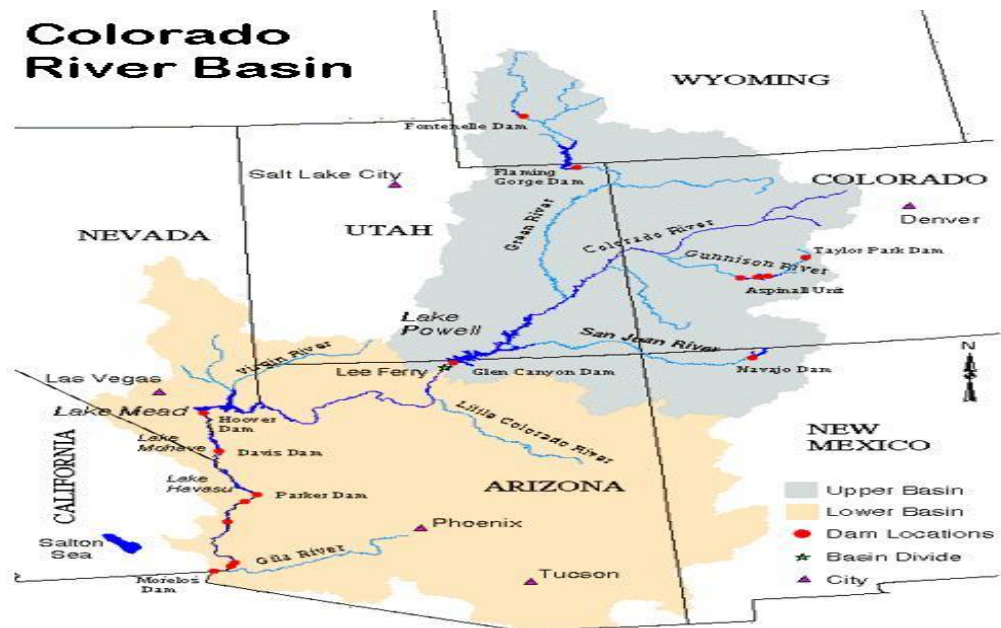 Colorado
River Basin
WYOMING
Fontenelle Dam
Salt Lake City
Flaming
Gorge Dam
COLORADO
Denver
NEVADA
UTAH
Green River
Colorado River
Gunnison River
Taylor Park Dam
Aspinall Unit
Lake
Powell
San Juan River
Virgin River
Lee Ferry
Glen Canyon Dam
Navajo Dam
N
Las Vegas
Lake Mead
Hoover
Dam
Little Colorado River
Lake
Mohave
Davis Dam
NEW
MEXICO
CALIFORNIA
Lake
Havasu
Parker Dam
ARIZONA
Upper Basin
Lower Basin
Phoenix
Salton
Sea
Gila River
Dam Locations
Basin Divide
Morelos
Dam
Tucson
City